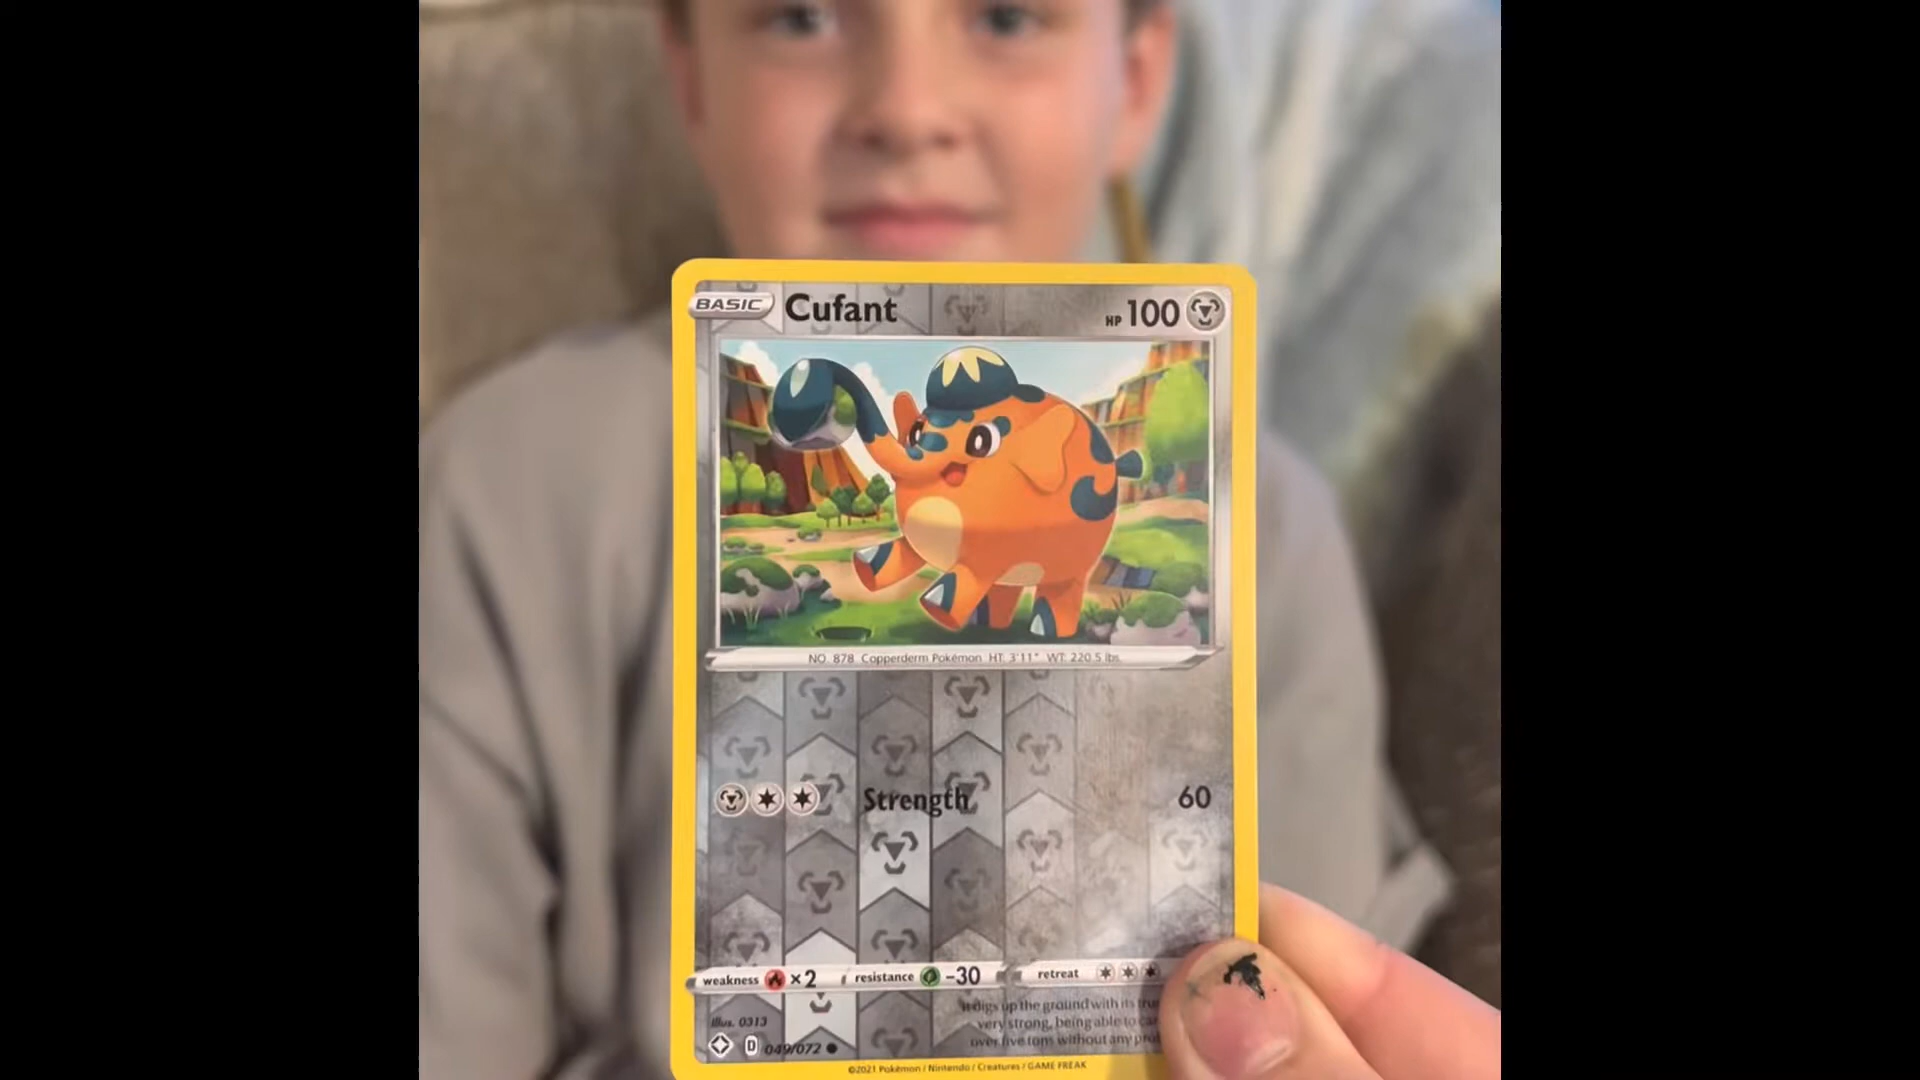 BASIC Cufant HP 100
NO. 878 Copperderm Pokémon HT: 3'11" WT: 220.5 lbs.
Strength 60
weakness ×2 resistance -30 retreat
It digs up the ground with its
very strong, being able to
Illus. 0313
over five tons without any
D 049/072
©2021 Pokémon / Nintendo / Creatures / GAME FREAK